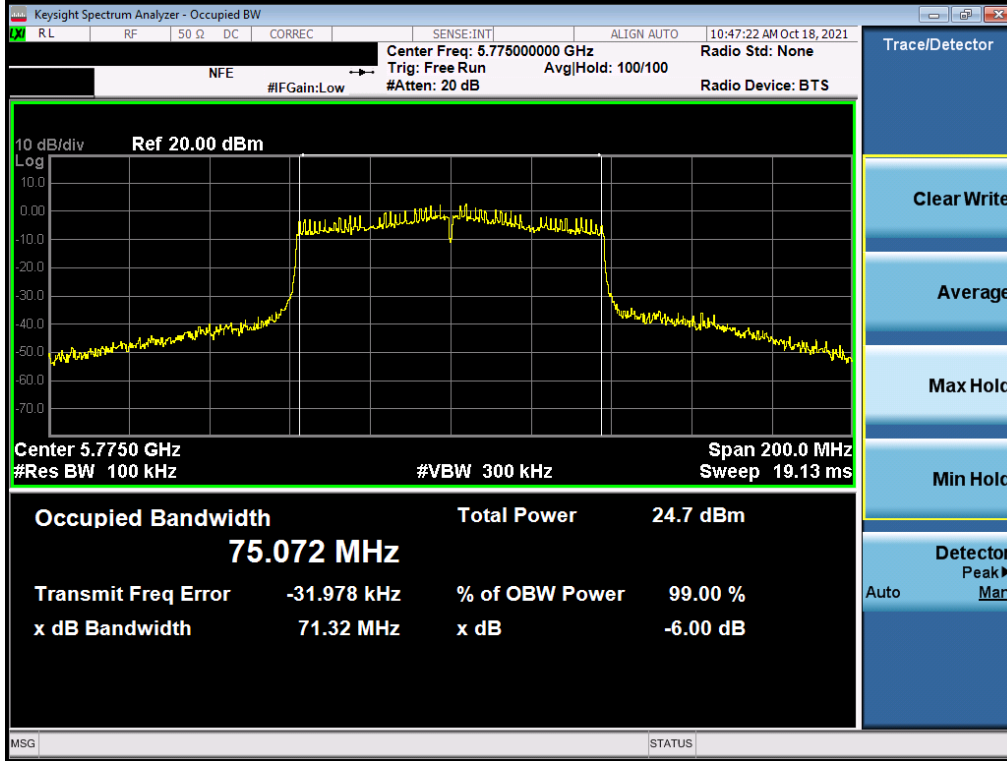 Keysight Spectrum Analyzer - Occupied BW
LXI RL RF 50 Ω DC CORREC SENSE:INT ALIGN AUTO 10:47:22 AM Oct 18, 2021
Center Freq: 5.775000000 GHz Radio Std: None
NFE Trig: Free Run Avg|Hold: 100/100
#IFGain:Low #Atten: 20 dB Radio Device: BTS
Trace/Detector
10 dB/div Ref 20.00 dBm
Log
10.0
0.00
-10.0
-20.0
-30.0
-40.0
-50.0
-60.0
-70.0
Center 5.7750 GHz Span 200.0 MHz
#Res BW 100 kHz #VBW 300 kHz Sweep 19.13 ms
Occupied Bandwidth Total Power 24.7 dBm
75.072 MHz
Transmit Freq Error -31.978 kHz % of OBW Power 99.00 %
x dB Bandwidth 71.32 MHz x dB -6.00 dB
Clear Write
Average
Max Hold
Min Hold
Detector
Peak
Auto Man
MSG STATUS